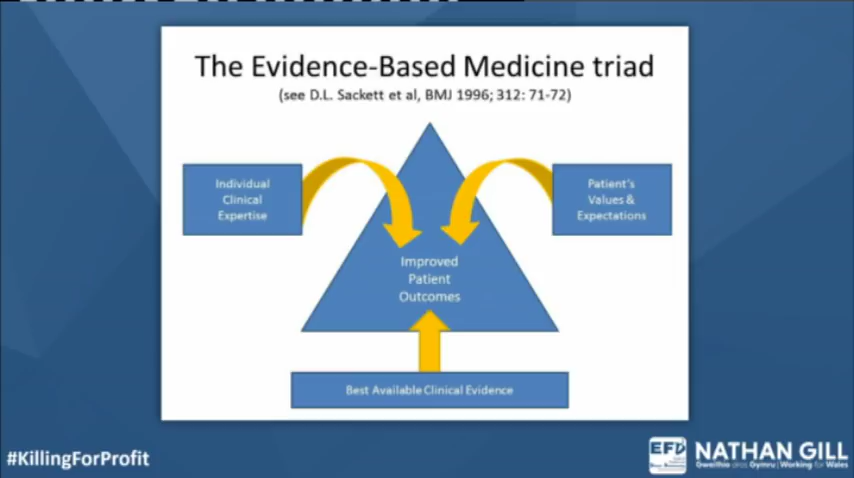 The Evidence-Based Medicine triad
(see D.L. Sackett et al, BMJ 1996; 312: 71-72)
Individual
Clinical
Expertise
Patient's
Values &
Expectations
Improved
Patient
Outcomes
Best Available Clinical Evidence
#KillingForProfit
EFD
NATHAN GILL
Gweithio dros Gymru | Working for Wales